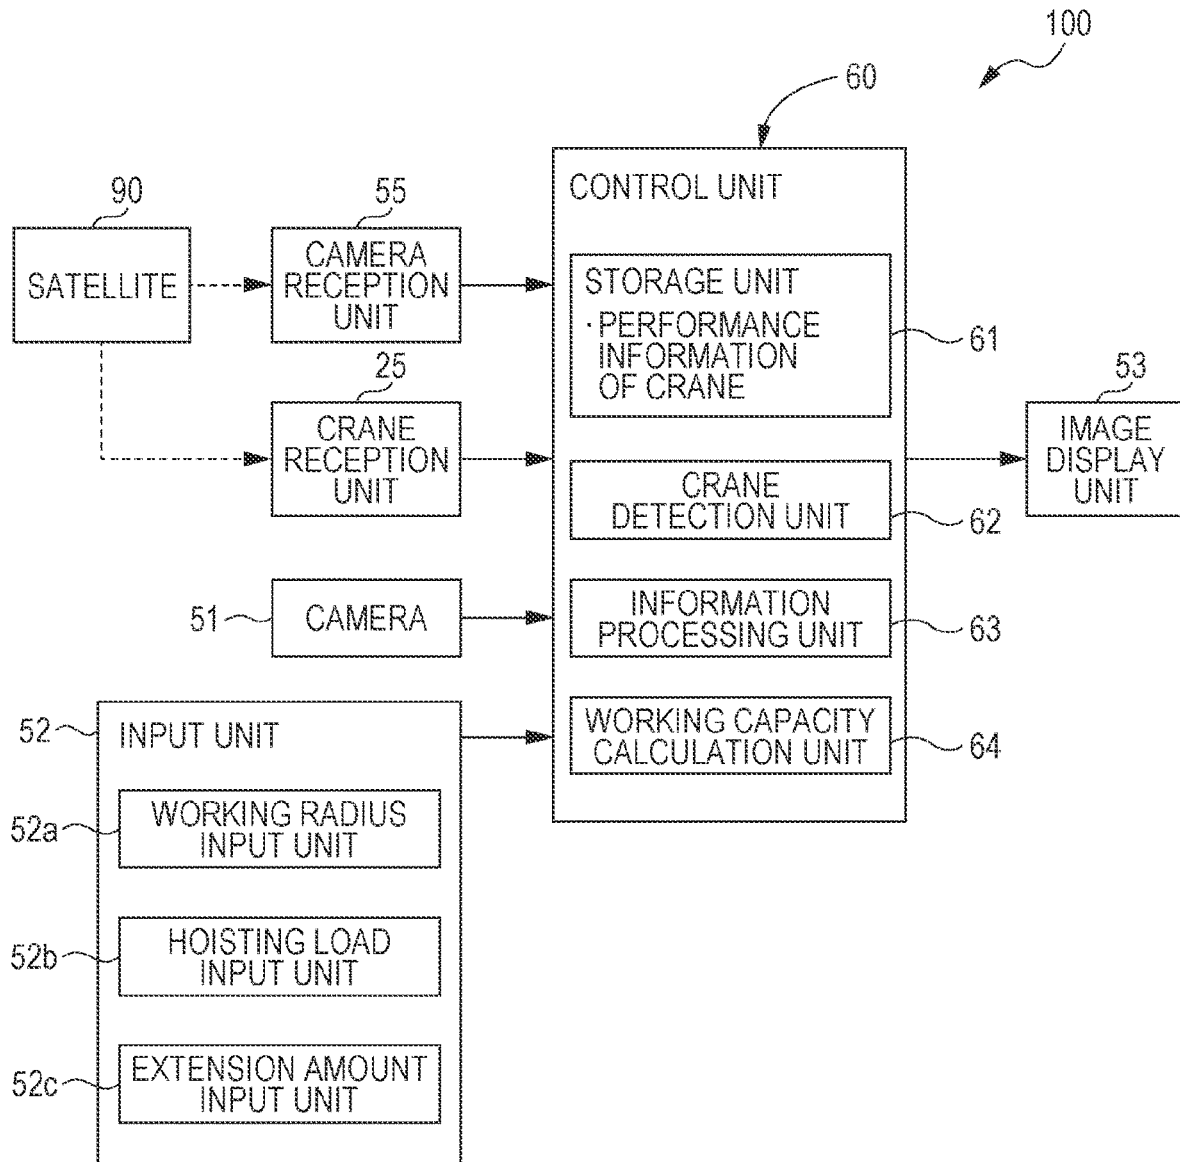 100
60
90
55
CONTROL UNIT
SATELLITE
CAMERA
RECEPTION
UNIT
STORAGE UNIT
· PERFORMANCE
INFORMATION
OF CRANE
61
25
53
CRANE
RECEPTION
UNIT
IMAGE
DISPLAY
UNIT
CRANE
DETECTION UNIT
62
51
CAMERA
INFORMATION
PROCESSING UNIT
63
52
INPUT UNIT
WORKING CAPACITY
CALCULATION UNIT
64
52a
WORKING RADIUS
INPUT UNIT
52b
HOISTING LOAD
INPUT UNIT
52c
EXTENSION AMOUNT
INPUT UNIT